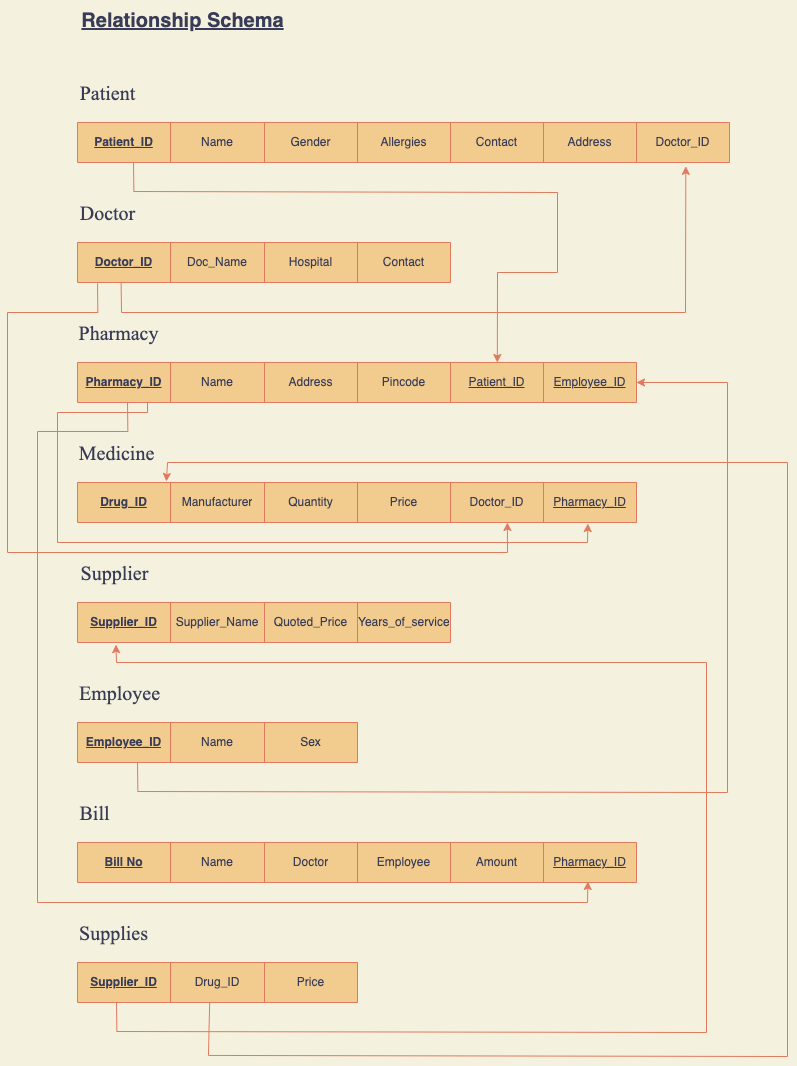 Relationship Schema
Patient
Patient_ID Name Gender Allergies Contact Address Doctor_ID
Doctor
Doctor_ID Doc_Name Hospital Contact
Pharmacy
Pharmacy_ID Name Address Pincode Patient_ID Employee_ID
Medicine
Drug_ID Manufacturer Quantity Price Doctor_ID Pharmacy_ID
Supplier
Supplier_ID Supplier_Name Quoted_Price Years_of_service
Employee
Employee_ID Name Sex
Bill
Bill No Name Doctor Employee Amount Pharmacy_ID
Supplies
Supplier_ID Drug_ID Price